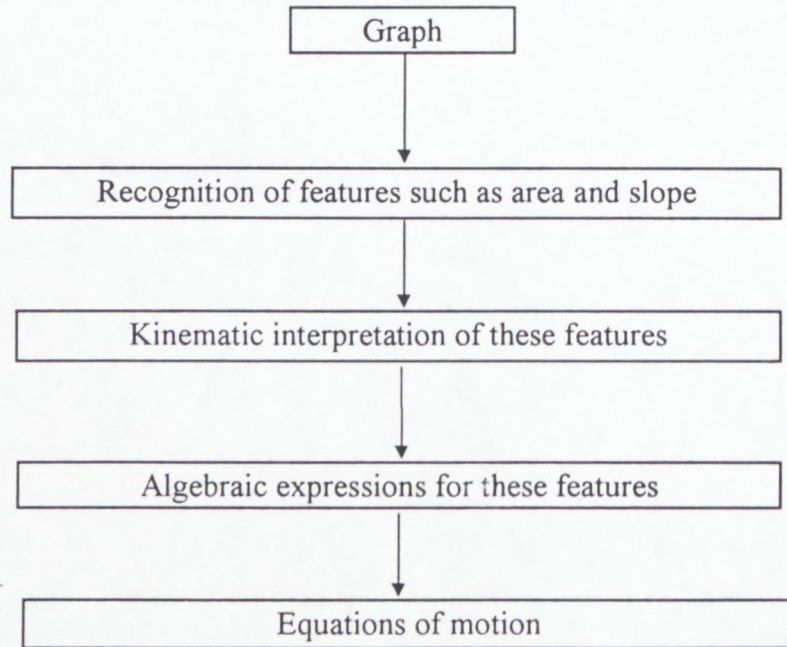 Graph
Recognition of features such as area and slope
Kinematic interpretation of these features
Algebraic expressions for these features
Equations of motion